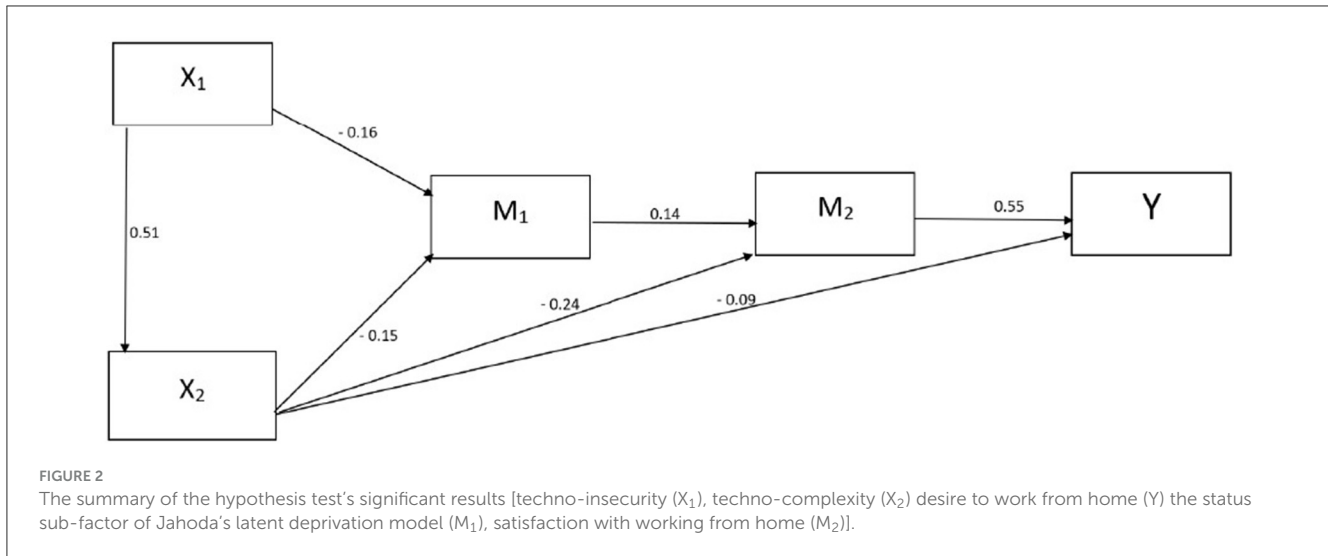 X₁
- 0.16
M₁
0.14
M₂
0.55
Y
0.51
- 0.24
- 0.09
- 0.15
X₂
FIGURE 2
The summary of the hypothesis test's significant results [techno-insecurity (X₁), techno-complexity (X₂) desire to work from home (Y) the status
sub-factor of Jahoda's latent deprivation model (M₁), satisfaction with working from home (M₂)].